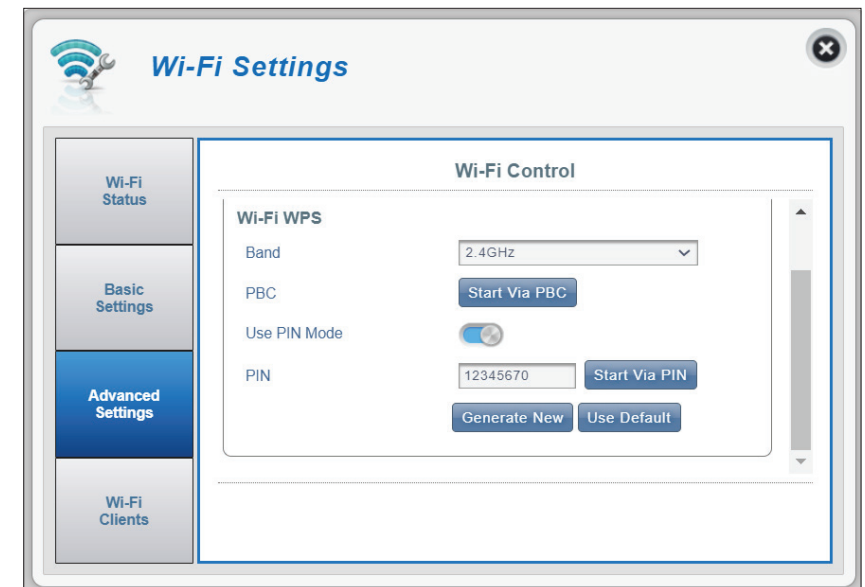 Wi-Fi Settings
Wi-Fi
Status
Basic
Settings
Advanced
Settings
Wi-Fi
Clients
Wi-Fi Control
Wi-Fi WPS
Band 2.4GHz
PBC Start Via PBC
Use PIN Mode
PIN 12345670 Start Via PIN
Generate New Use Default